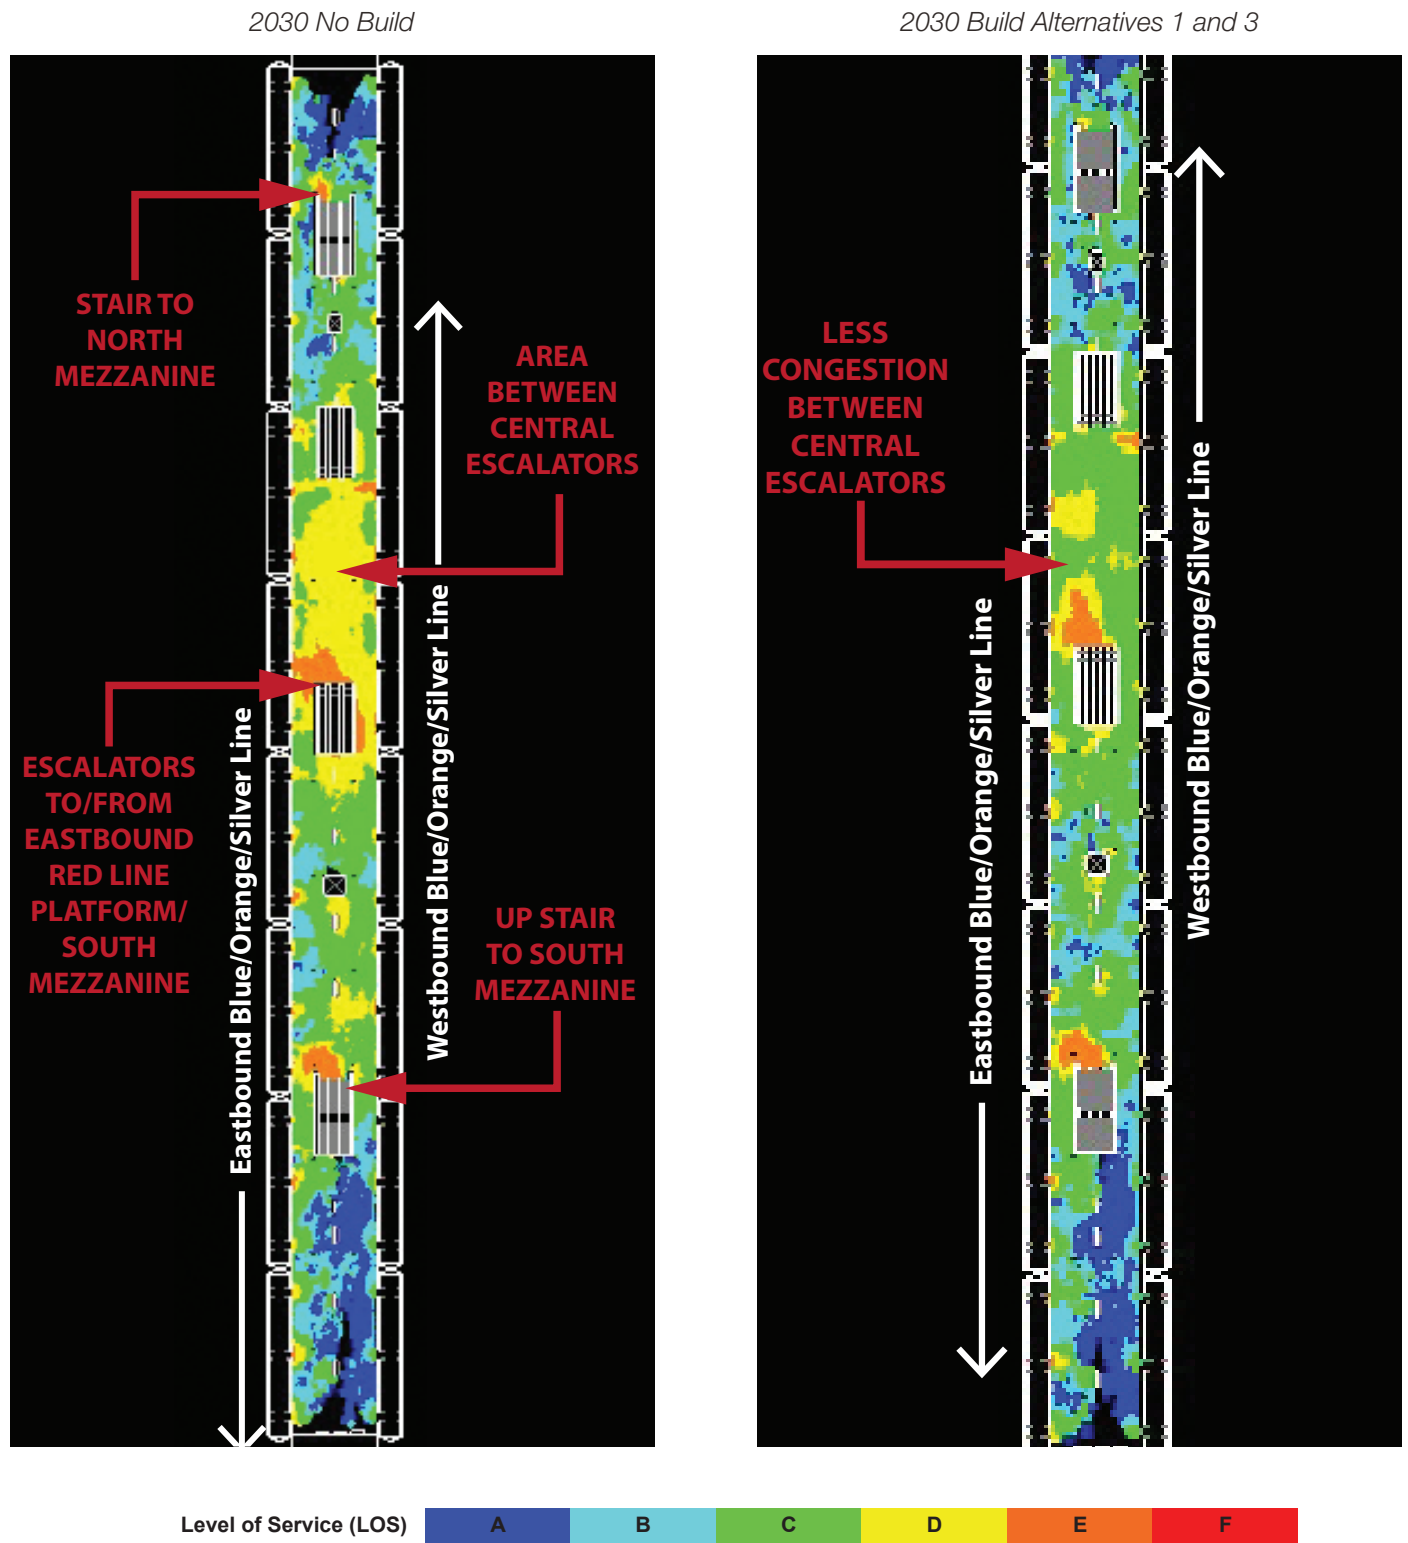 2030 No Build
2030 Build Alternatives 1 and 3
STAIR TO
NORTH
MEZZANINE
AREA
BETWEEN
CENTRAL
ESCALATORS
ESCALATORS
TO/FROM
EASTBOUND
RED LINE
PLATFORM/
SOUTH
MEZZANINE
UP STAIR
TO SOUTH
MEZZANINE
Eastbound Blue/Orange/Silver Line
Westbound Blue/Orange/Silver Line
LESS
CONGESTION
BETWEEN
CENTRAL
ESCALATORS
Eastbound Blue/Orange/Silver Line
Westbound Blue/Orange/Silver Line
Level of Service (LOS) A B C D E F